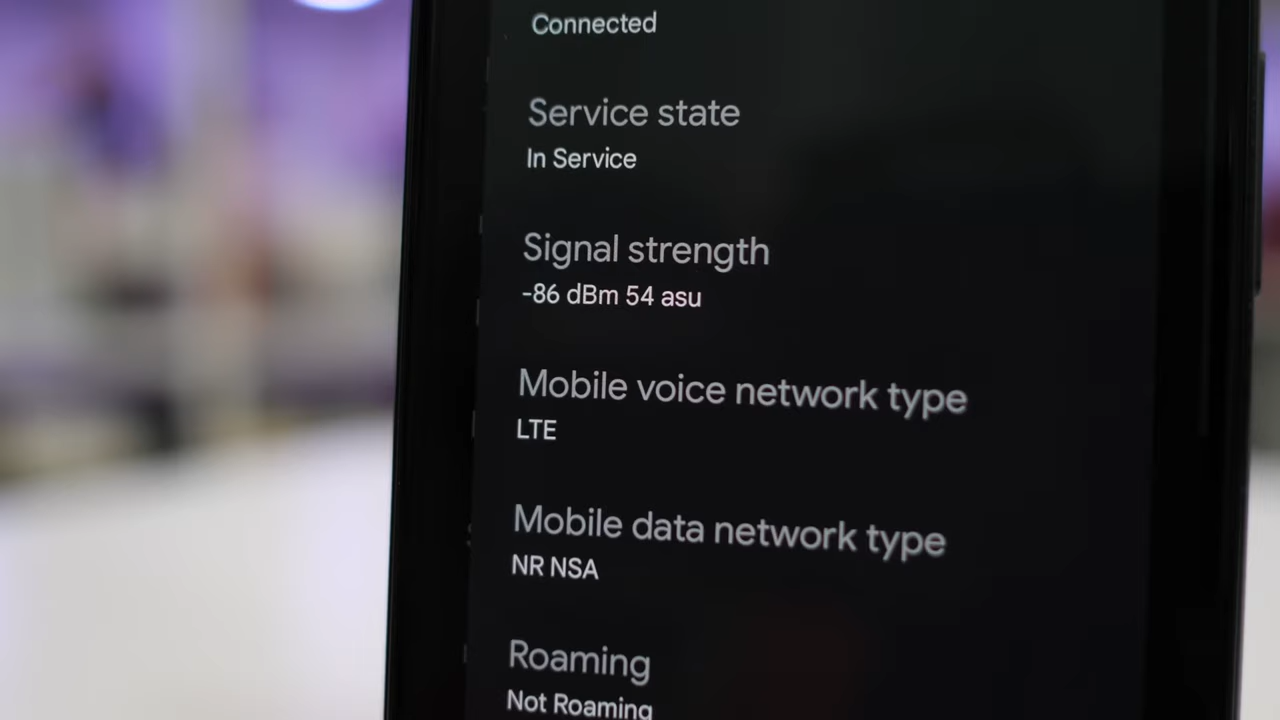 Connected
Service state
In Service
Signal strength
-86 dBm 54 asu
Mobile voice network type
LTE
Mobile data network type
NR NSA
Roaming
Not Roaming